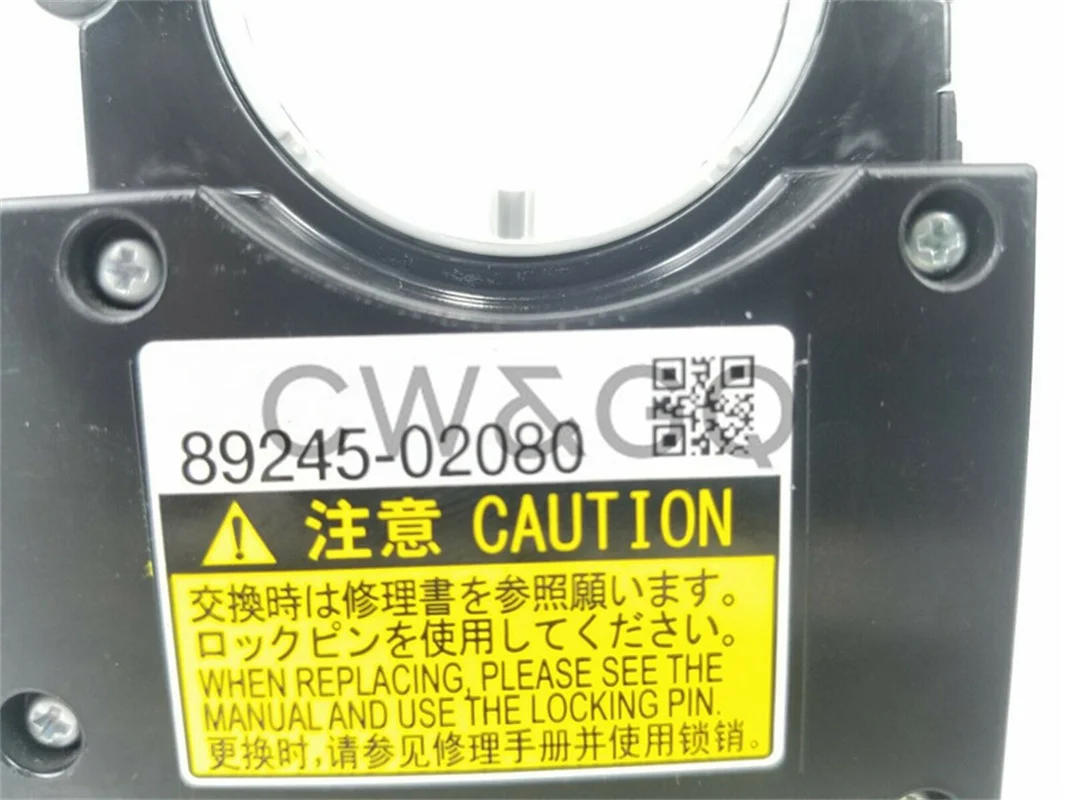 CW&GQ
89245-02080
注意 CAUTION
交換時は修理書を参照願います。
ロックピンを使用してください。
WHEN REPLACING, PLEASE SEE THE
MANUAL AND USE THE LOCKING PIN.
更换时,请参见修理手册并使用锁销。